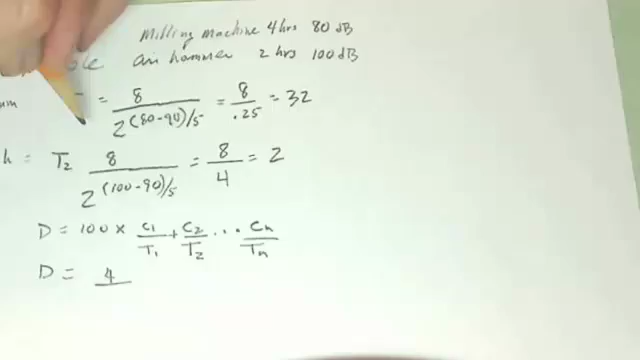 Milling machine 4 hrs 80 dB
air hammer 2 hrs 100 dB
= 8 / 2^(80-90)/5 = 8 / .25 = 32
h = T2 8 / 2^(100-90)/5 = 8 / 4 = 2
D = 100 x C1/T1 + C2/T2 ... Cn/Tn
D = 4